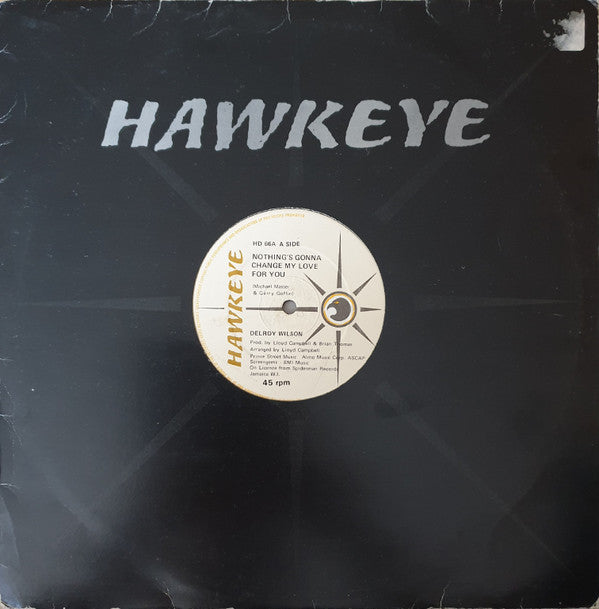 HAWKEYE
HAWKEYE
HD 66A A SIDE
NOTHING'S GONNA
CHANGE MY LOVE
FOR YOU
(Michael Masser
& Gerry Goffin)
DELROY WILSON
Prod. by Lloyd Campbell & Brian Thomas
Arranged by Lloyd Campbell
Prince Street Music. Almo Music Corp. ASCAP.
Screengems - EMI Music
On Licence from Spiderman Records
Jamaica W.I.
45 rpm